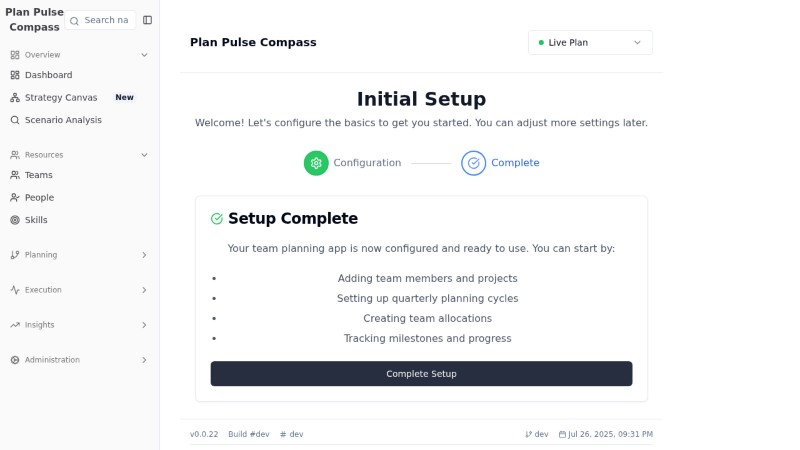 Plan Pulse
Compass
Search na
Overview
Dashboard
Strategy Canvas New
Scenario Analysis
Resources
Teams
People
Skills
Planning
Execution
Insights
Administration
Plan Pulse Compass
Live Plan
Initial Setup
Welcome! Let's configure the basics to get you started. You can adjust more settings later.
Configuration
Complete
Setup Complete
Your team planning app is now configured and ready to use. You can start by:
• Adding team members and projects
• Setting up quarterly planning cycles
• Creating team allocations
• Tracking milestones and progress
Complete Setup
v0.0.22 Build #dev # dev dev Jul 26, 2025, 09:31 PM